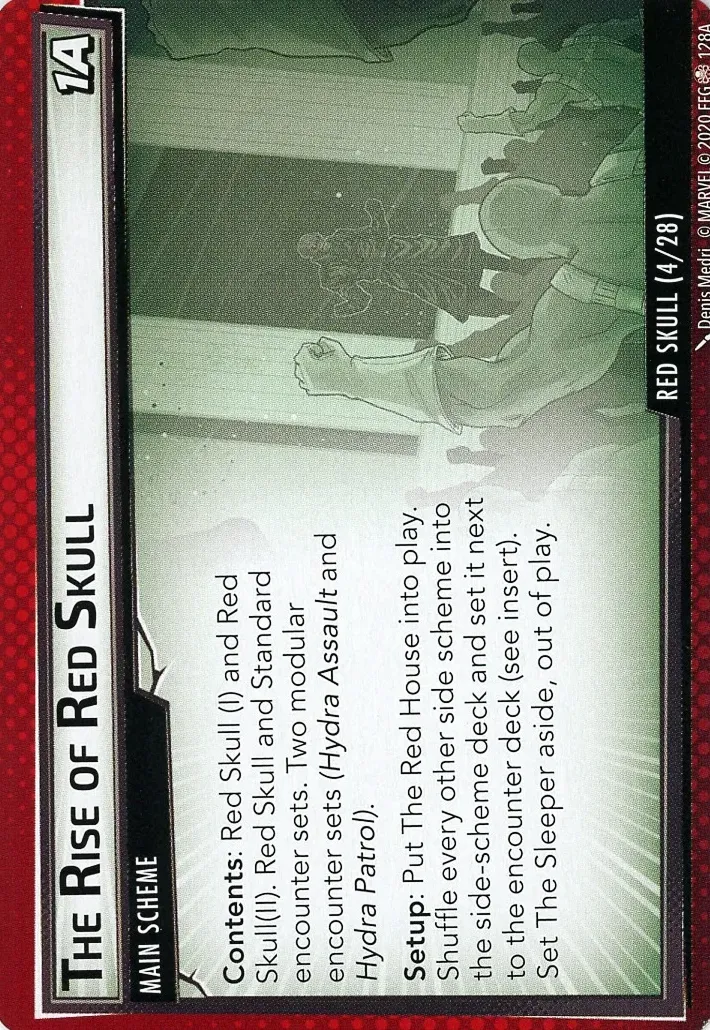 THE RISE OF RED SKULL
1A
MAIN SCHEME
Contents: Red Skull (I) and Red
Skull(II). Red Skull and Standard
encounter sets. Two modular
encounter sets (Hydra Assault and
Hydra Patrol).
Setup: Put The Red House into play.
Shuffle every other side scheme into
the side-scheme deck and set it next
to the encounter deck (see insert).
Set The Sleeper aside, out of play.
RED SKULL (4/28)
Denis Medri © MARVEL © 2020 FFG 128A